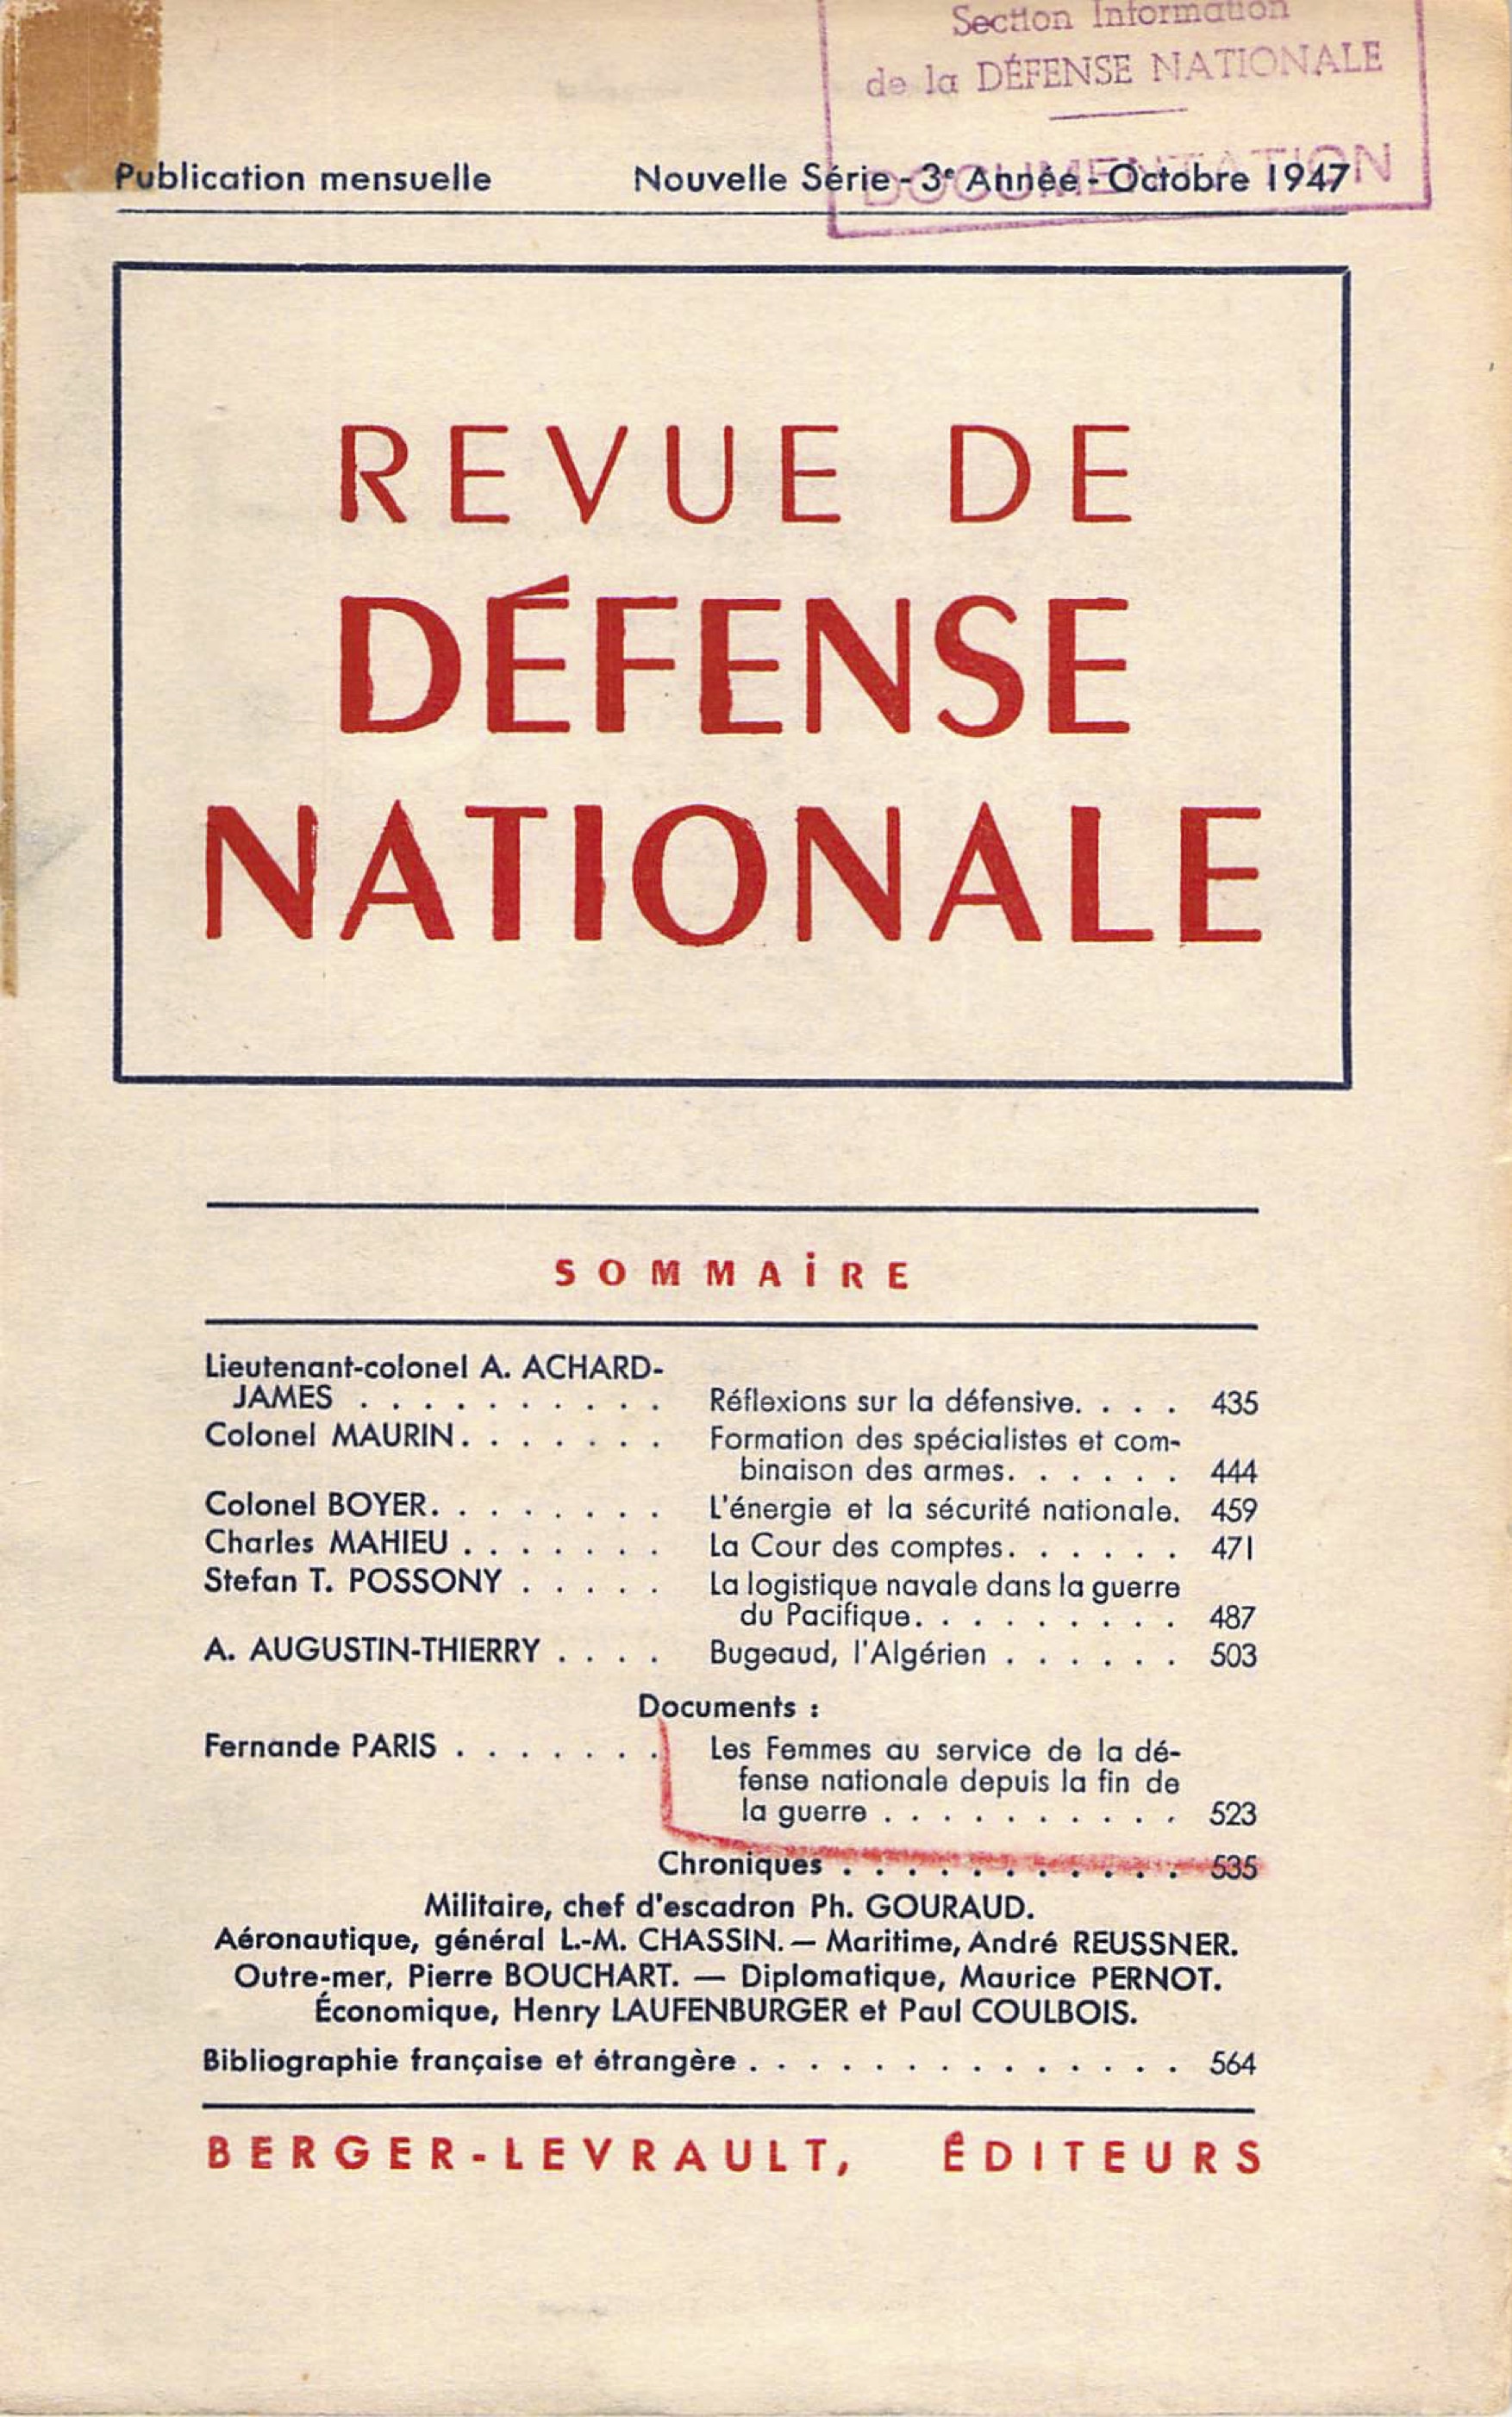 Section Information
de la DÉFENSE NATIONALE
DOCUMENTATION
Publication mensuelle Nouvelle Série - 3e Année - Octobre 1947
REVUE DE
DÉFENSE
NATIONALE
SOMMAiRE
Lieutenant-colonel A. ACHARD-
JAMES . . . . . . . . . . Réflexions sur la défensive. . . . 435
Colonel MAURIN. . . . . . . Formation des spécialistes et com-
binaison des armes. . . . . . 444
Colonel BOYER. . . . . . . . L'énergie et la sécurité nationale. 459
Charles MAHIEU . . . . . . . La Cour des comptes. . . . . . 471
Stefan T. POSSONY . . . . . La logistique navale dans la guerre
du Pacifique. . . . . . . . . 487
A. AUGUSTIN-THIERRY . . . . Bugeaud, l'Algérien . . . . . . 503
Documents :
Fernande PARIS . . . . . . . Les Femmes au service de la dé-
fense nationale depuis la fin de
la guerre . . . . . . . . . . 523
Chroniques . . . . . . . . . . . 535
Militaire, chef d'escadron Ph. GOURAUD.
Aéronautique, général L.-M. CHASSIN. — Maritime, André REUSSNER.
Outre-mer, Pierre BOUCHART. — Diplomatique, Maurice PERNOT.
Économique, Henry LAUFENBURGER et Paul COULBOIS.
Bibliographie française et étrangère . . . . . . . . . . . . . . 564
BERGER-LEVRAULT, ÉDITEURS